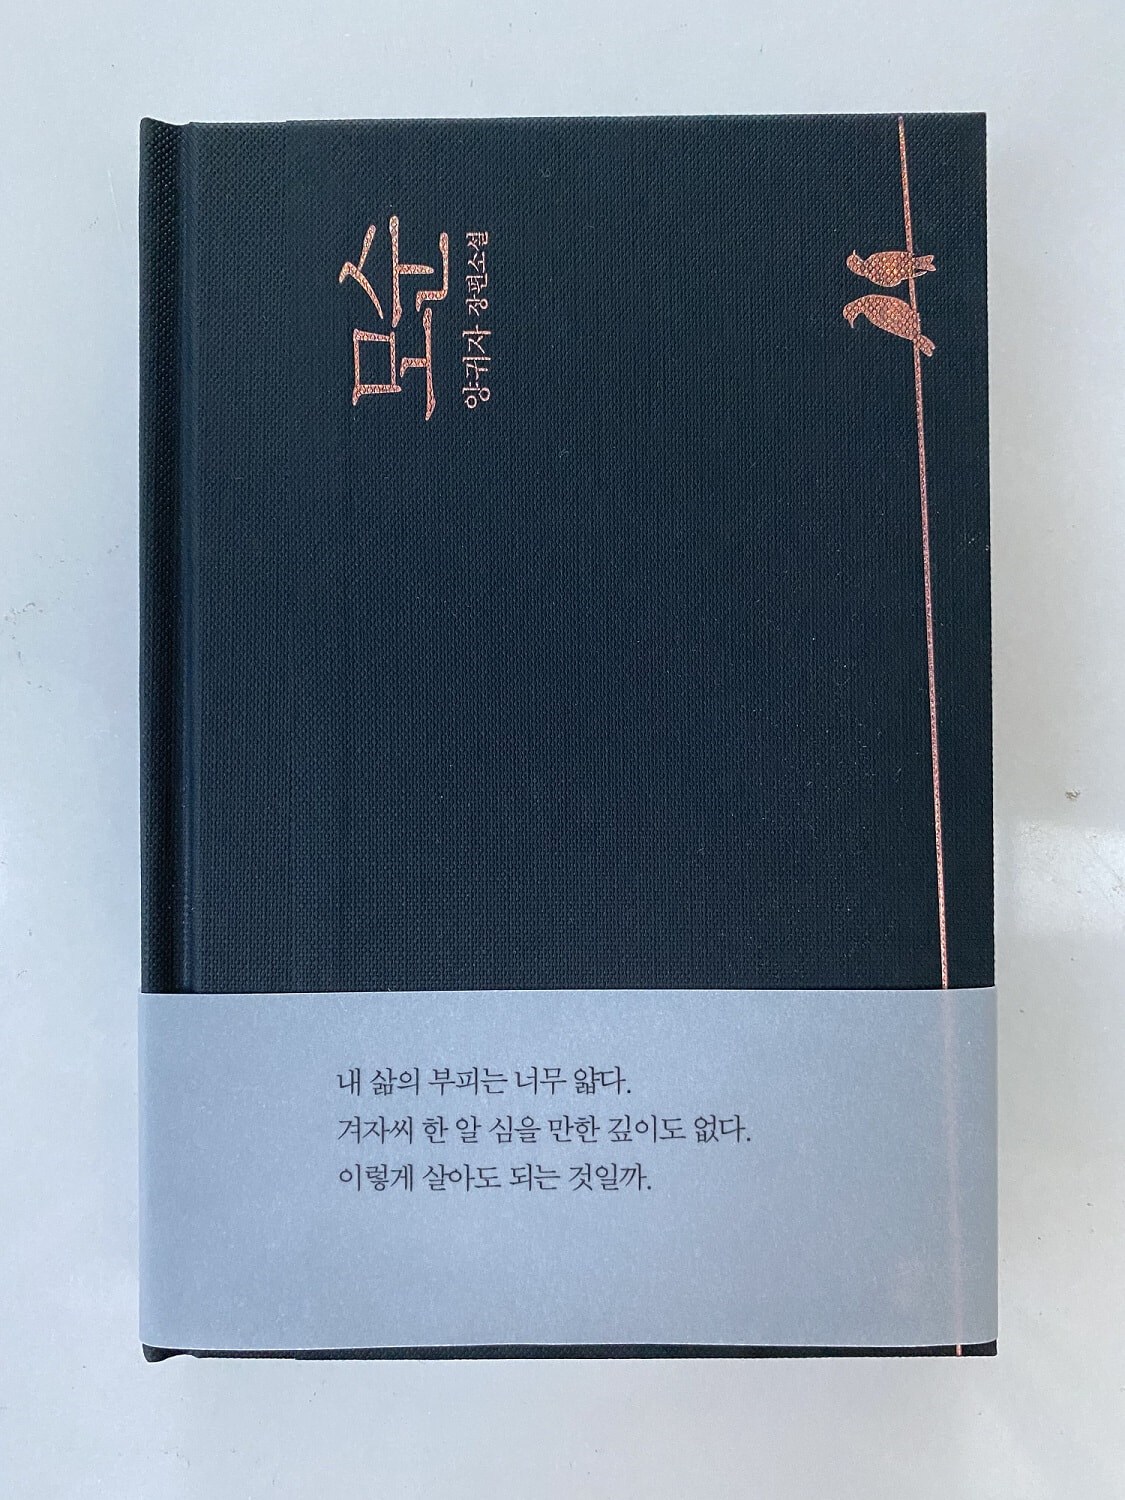 모순
양귀자 장편소설
내 삶의 부피는 너무 얇다.
겨자씨 한 알 심을 만한 깊이도 없다.
이렇게 살아도 되는 것일까.